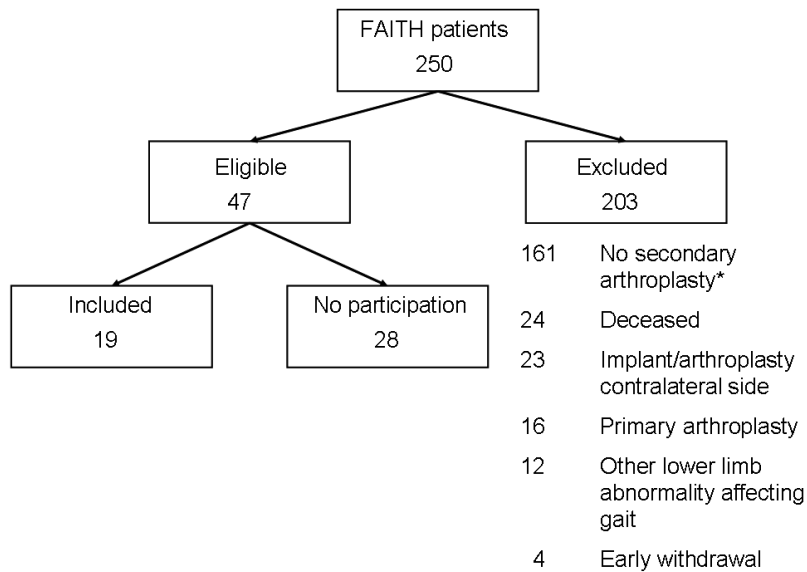 FAITH patients
250
Eligible
47
Excluded
203
Included
19
No participation
28
161 No secondary
arthroplasty*
24 Deceased
23 Implant/arthroplasty
contralateral side
16 Primary arthroplasty
12 Other lower limb
abnormality affecting
gait
4 Early withdrawal